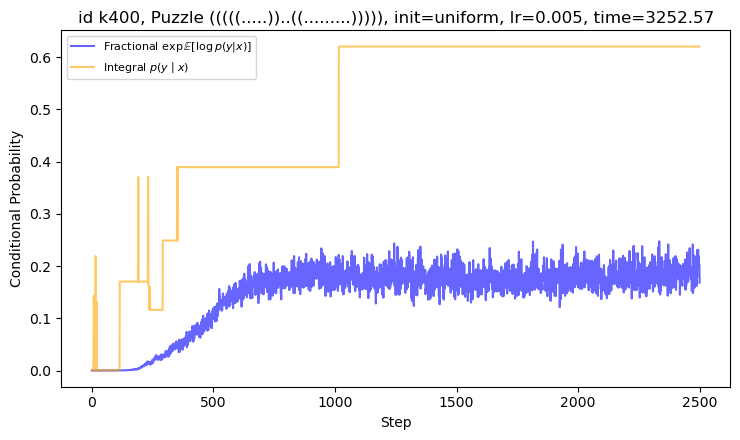 id k400, Puzzle (((((.....))..((.........))))), init=uniform, lr=0.005, time=3252.57
Fractional exp𝔼[log p(y|x)]
Integral p(y | x)
Conditional Probability
0.6
0.5
0.4
0.3
0.2
0.1
0.0
0 500 1000 1500 2000 2500
Step